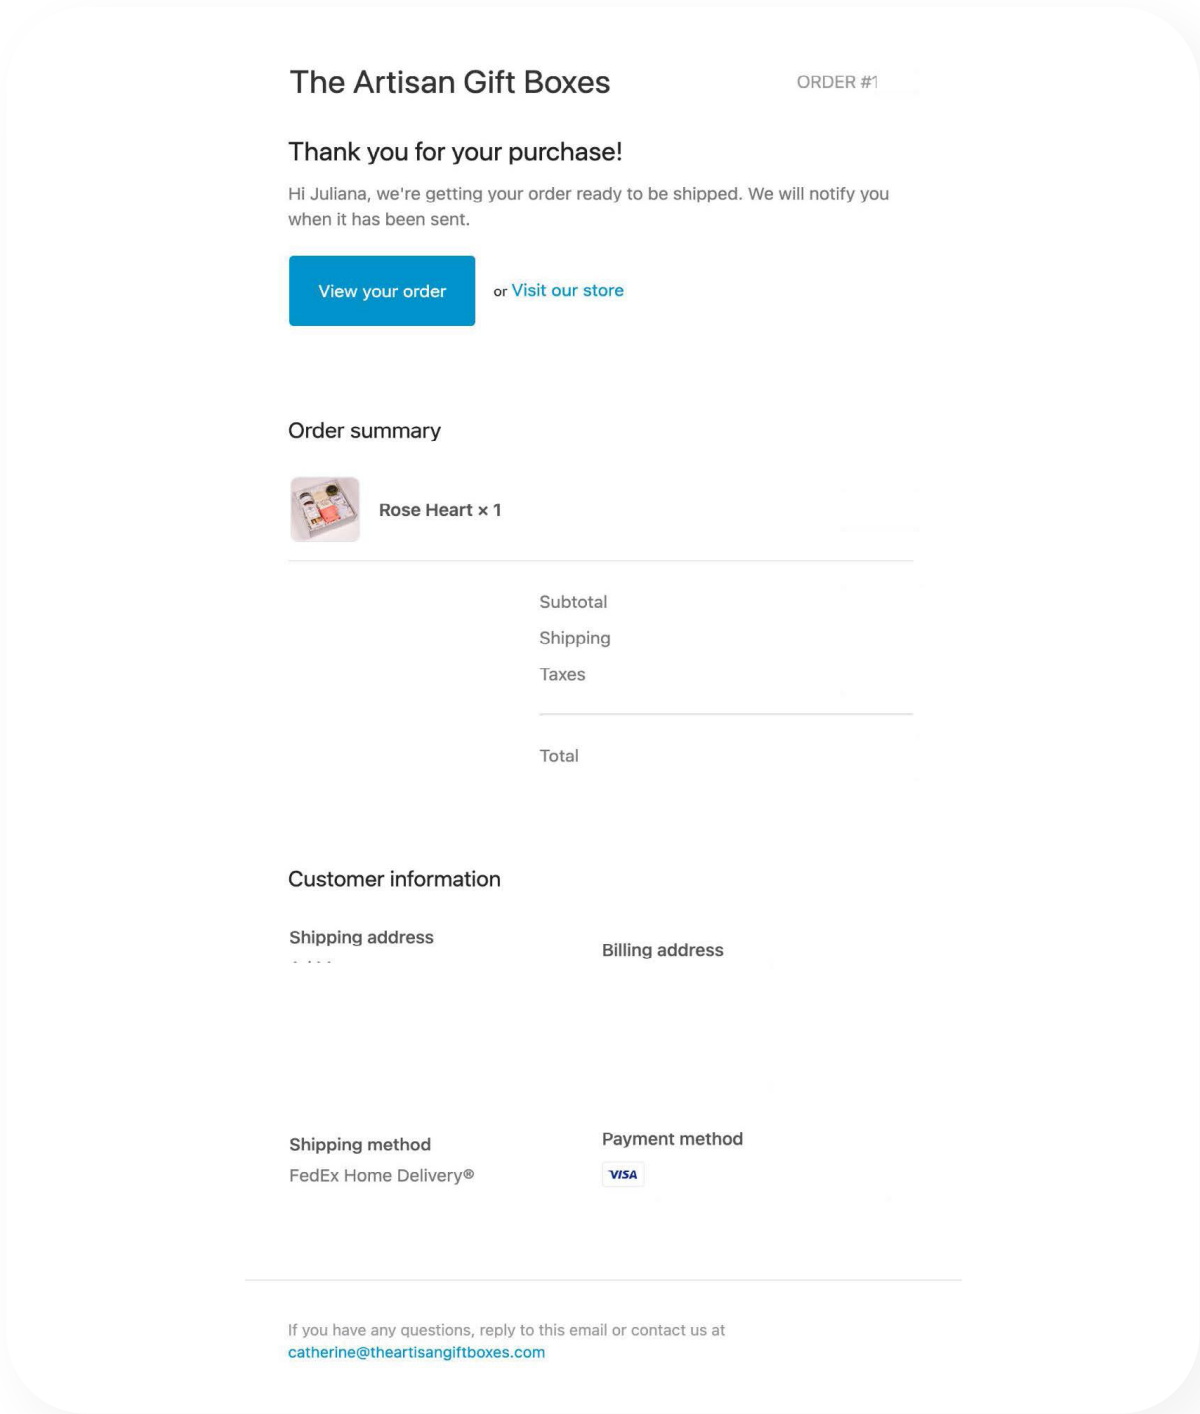 The Artisan Gift Boxes
ORDER #1
Thank you for your purchase!
Hi Juliana, we're getting your order ready to be shipped. We will notify you
when it has been sent.
View your order
or Visit our store
Order summary
Rose Heart × 1
Subtotal
Shipping
Taxes
Total
Customer information
Shipping address
Billing address
Shipping method
FedEx Home Delivery®
Payment method
VISA
If you have any questions, reply to this email or contact us at
catherine@theartisangiftboxes.com